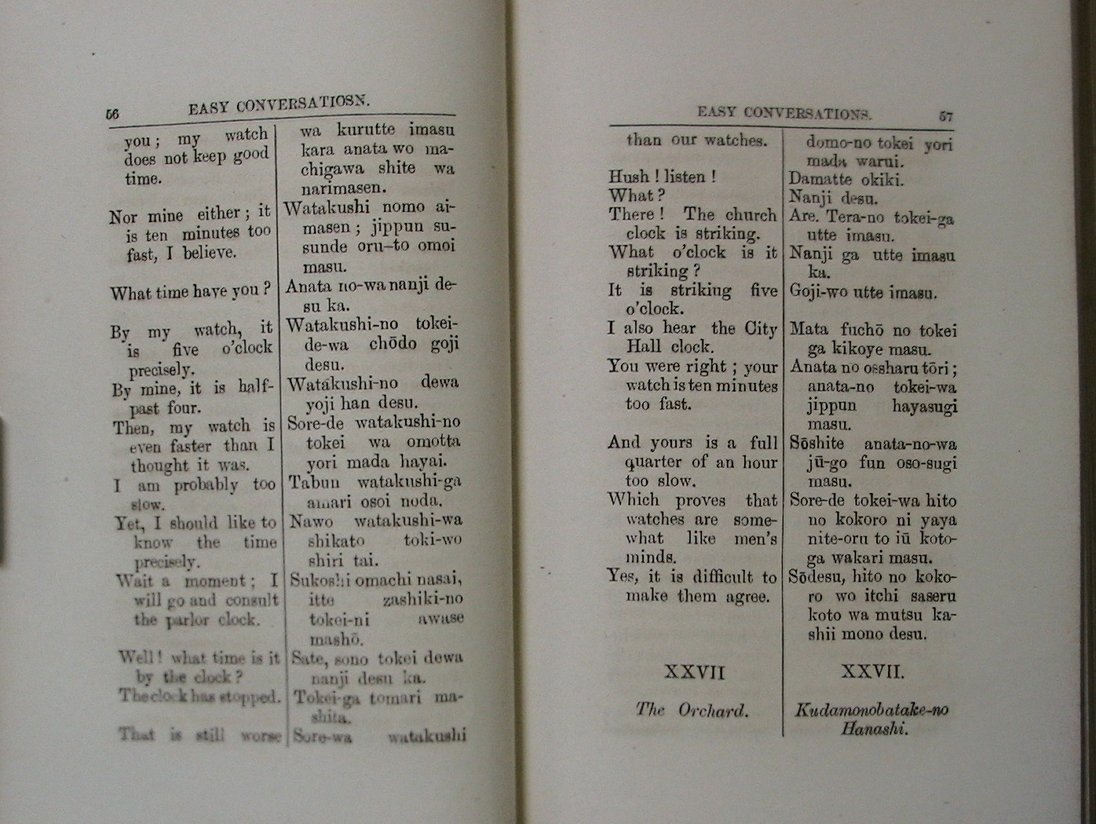 56
EASY CONVERSATIOSN.
you; my watch
does not keep good
time.
Nor mine either; it
is ten minutes too
fast, I believe.
What time have you?
By my watch, it
is five o'clock
precisely.
By mine, it is half-
past four.
Then, my watch is
even faster than I
thought it was.
I am probably too
slow.
Yet, I should like to
know the time
precisely.
Wait a moment; I
will go and consult
the parlor clock.
Well! what time is it
by the clock?
The clock has stopped.
That is still worse
wa kurutte imasu
kara anata wo ma-
chigawa shite wa
narimasen.
Watakushi nomo ai-
masen; jippun su-
sunde oru-to omoi
masu.
Anata no-wa nanji de-
su ka.
Watakushi-no tokei-
de-wa chōdo goji
desu.
Watakushi-no dewa
yoji han desu.
Sore-de watakushi-no
tokei wa omotta
yori mada hayai.
Tabun watakushi-ga
amari osoi noda.
Nawo watakushi-wa
shikato toki-wo
shiri tai.
Sukoshi omachi nasai,
itte zashiki-no
tokei-ni awase
mashō.
Sate, sono tokei dewa
nanji desu ka.
Tokei-ga tomari ma-
shita.
Sore-wa watakushi
EASY CONVERSATIONS.
57
than our watches.
Hush! listen!
What?
There! The church
clock is striking.
What o'clock is it
striking?
It is striking five
o'clock.
I also hear the City
Hall clock.
You were right; your
watch is ten minutes
too fast.
And yours is a full
quarter of an hour
too slow.
Which proves that
watches are some-
what like men's
minds.
Yes, it is difficult to
make them agree.
XXVII
The Orchard.
domo-no tokei yori
mada warui.
Damatte okiki.
Nanji desu.
Are. Tera-no tokei-ga
utte imasu.
Nanji ga utte imasu
ka.
Goji-wo utte imasu.
Mata fuchō no tokei
ga kikoye masu.
Anata no ossharu tōri;
anata-no tokei-wa
jippun hayasugi
masu.
Sōshite anata-no-wa
jū-go fun oso-sugi
masu.
Sore-de tokei-wa hito
no kokoro ni yaya
nite-oru to iū koto-
ga wakari masu.
Sōdesu, hito no koko-
ro wo itchi saseru
koto wa mutsu ka-
shii mono desu.
XXVII.
Kudamonobatake-no
Hanashi.